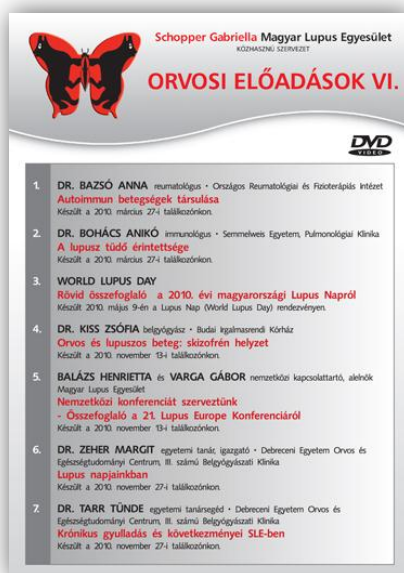 Schopper Gabriella Magyar Lupus Egyesület
KÖZHASZNÚ SZERVEZET
ORVOSI ELŐADÁSOK VI.
DVD
VIDEO
1. DR. BAZSÓ ANNA reumatológus • Országos Reumatológiai és Fizioterápiás Intézet
Autoimmun betegségek társulása
Készült a 2010. március 27-i találkozónkon.
2. DR. BOHÁCS ANIKÓ immunológus • Semmelweis Egyetem, Pulmonológiai Klinika
A lupusz tüdő érintettsége
Készült a 2010. március 27-i találkozónkon.
3. WORLD LUPUS DAY
Rövid összefoglaló a 2010. évi magyarországi Lupus Napról
Készült 2010. május 9-én a Lupus Nap (World Lupus Day) rendezvényen.
4. DR. KISS ZSÓFIA belgyógyász • Budai Irgalmasrendi Kórház
Orvos és lupuszos beteg: skizofrén helyzet
Készült a 2010. november 13-i találkozónkon.
5. BALÁZS HENRIETTA és VARGA GÁBOR nemzetközi kapcsolattartó, alelnök
Magyar Lupus Egyesület
Nemzetközi konferenciát szerveztünk
- Összefoglaló a 21. Lupus Europe Konferenciáról
Készült a 2010. november 13-i találkozónkon.
6. DR. ZEHER MARGIT egyetemi tanár, igazgató • Debreceni Egyetem Orvos és
Egészségtudományi Centrum, III. számú Belgyógyászati Klinika
Lupus napjainkban
Készült a 2010. november 27-i találkozónkon.
7. DR. TARR TÜNDE egyetemi tanársegéd • Debreceni Egyetem Orvos és
Egészségtudományi Centrum, III. számú Belgyógyászati Klinika
Krónikus gyulladás és következményei SLE-ben
Készült a 2010. november 27-i találkozónkon.